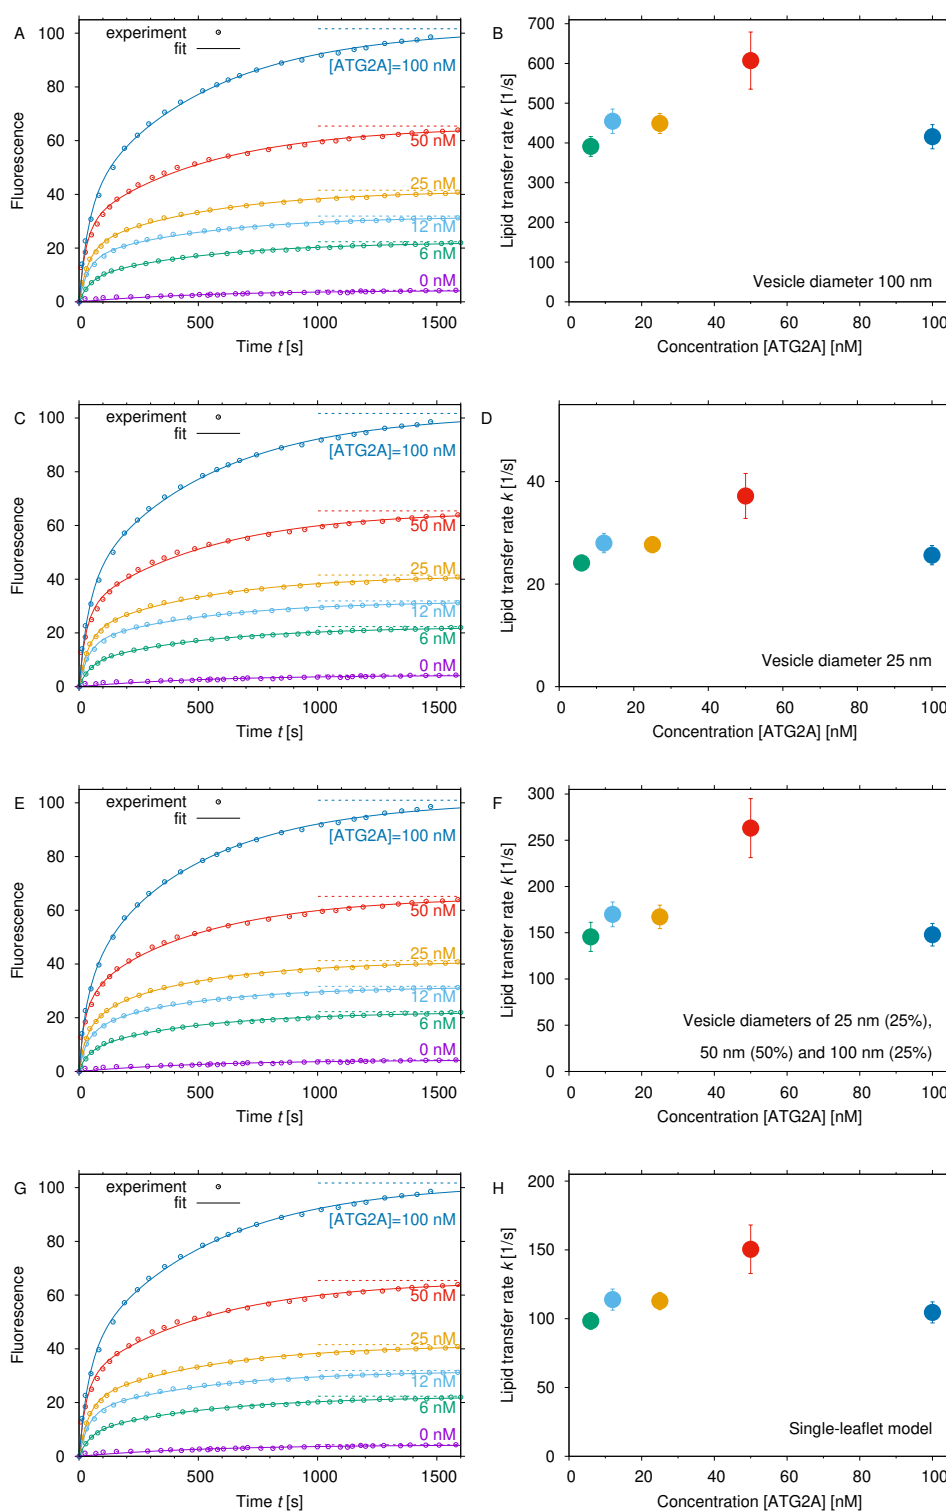 A
experiment
fit
[ATG2A]=100 nM
50 nM
25 nM
12 nM
6 nM
0 nM
Fluorescence
100
80
60
40
20
0
0 500 1000 1500
Time t [s]
B
Lipid transfer rate k [1/s]
700
600
500
400
300
200
100
0
Vesicle diameter 100 nm
0 20 40 60 80 100
Concentration [ATG2A] [nM]
C
experiment
fit
[ATG2A]=100 nM
50 nM
25 nM
12 nM
6 nM
0 nM
Fluorescence
100
80
60
40
20
0
0 500 1000 1500
Time t [s]
D
Lipid transfer rate k [1/s]
40
20
0
Vesicle diameter 25 nm
0 20 40 60 80 100
Concentration [ATG2A] [nM]
E
experiment
fit
[ATG2A]=100 nM
50 nM
25 nM
12 nM
6 nM
0 nM
Fluorescence
100
80
60
40
20
0
0 500 1000 1500
Time t [s]
F
Lipid transfer rate k [1/s]
300
250
200
150
100
50
0
Vesicle diameters of 25 nm (25%),
50 nm (50%) and 100 nm (25%)
0 20 40 60 80 100
Concentration [ATG2A] [nM]
G
experiment
fit
[ATG2A]=100 nM
50 nM
25 nM
12 nM
6 nM
0 nM
Fluorescence
100
80
60
40
20
0
0 500 1000 1500
Time t [s]
H
Lipid transfer rate k [1/s]
200
150
100
50
0
Single-leaflet model
0 20 40 60 80 100
Concentration [ATG2A] [nM]